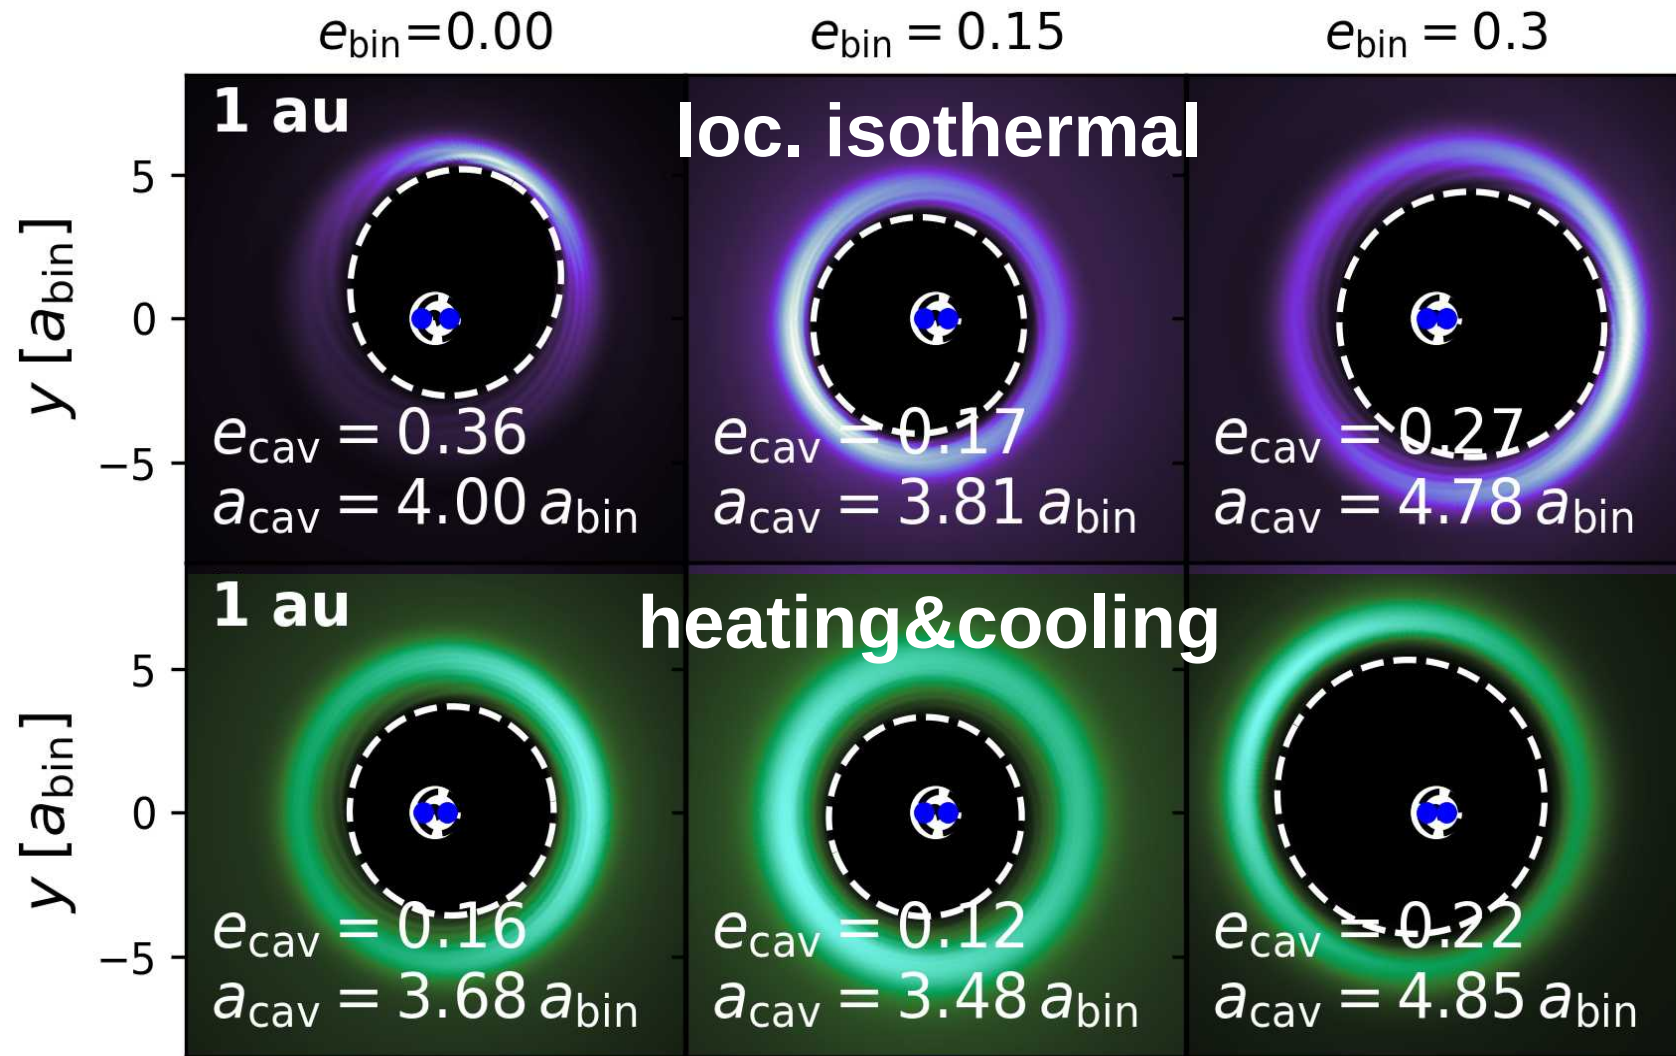 e_bin=0.00 e_bin = 0.15 e_bin = 0.3
1 au
loc. isothermal
5
0
−5
y [a_bin]
e_cav = 0.36 e_cav = 0.17 e_cav = 0.27
a_cav = 4.00 a_bin a_cav = 3.81 a_bin a_cav = 4.78 a_bin
1 au
heating&cooling
5
0
−5
y [a_bin]
e_cav = 0.16 e_cav = 0.12 e_cav = 0.22
a_cav = 3.68 a_bin a_cav = 3.48 a_bin a_cav = 4.85 a_bin